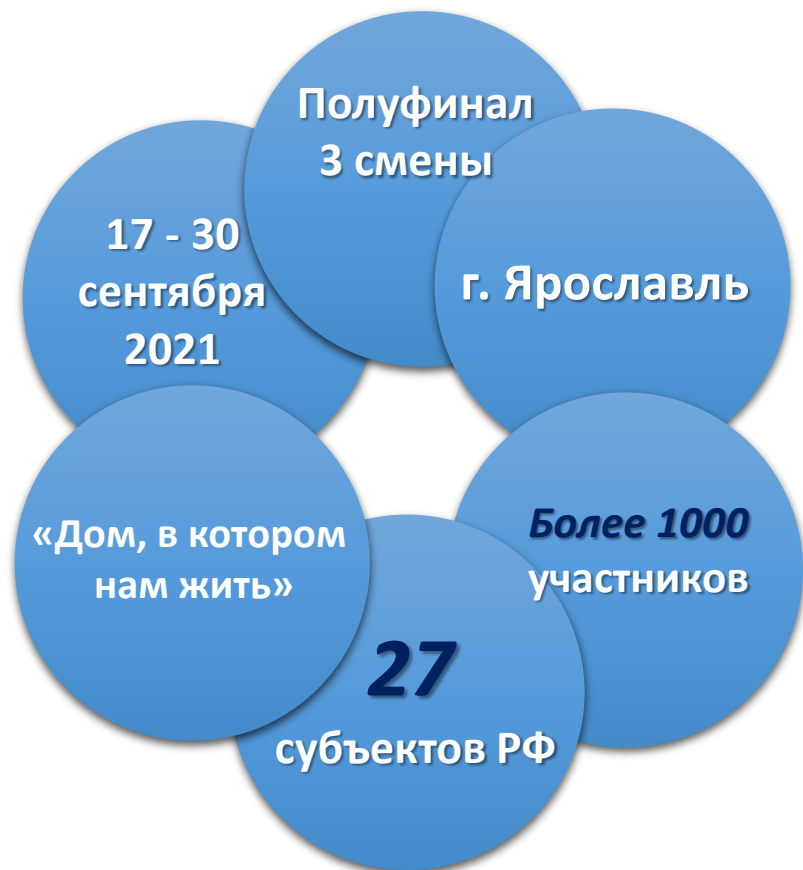 Полуфинал
3 смены
17 - 30
сентября
2021
г. Ярославль
«Дом, в котором
нам жить»
Более 1000
участников
27
субъектов РФ